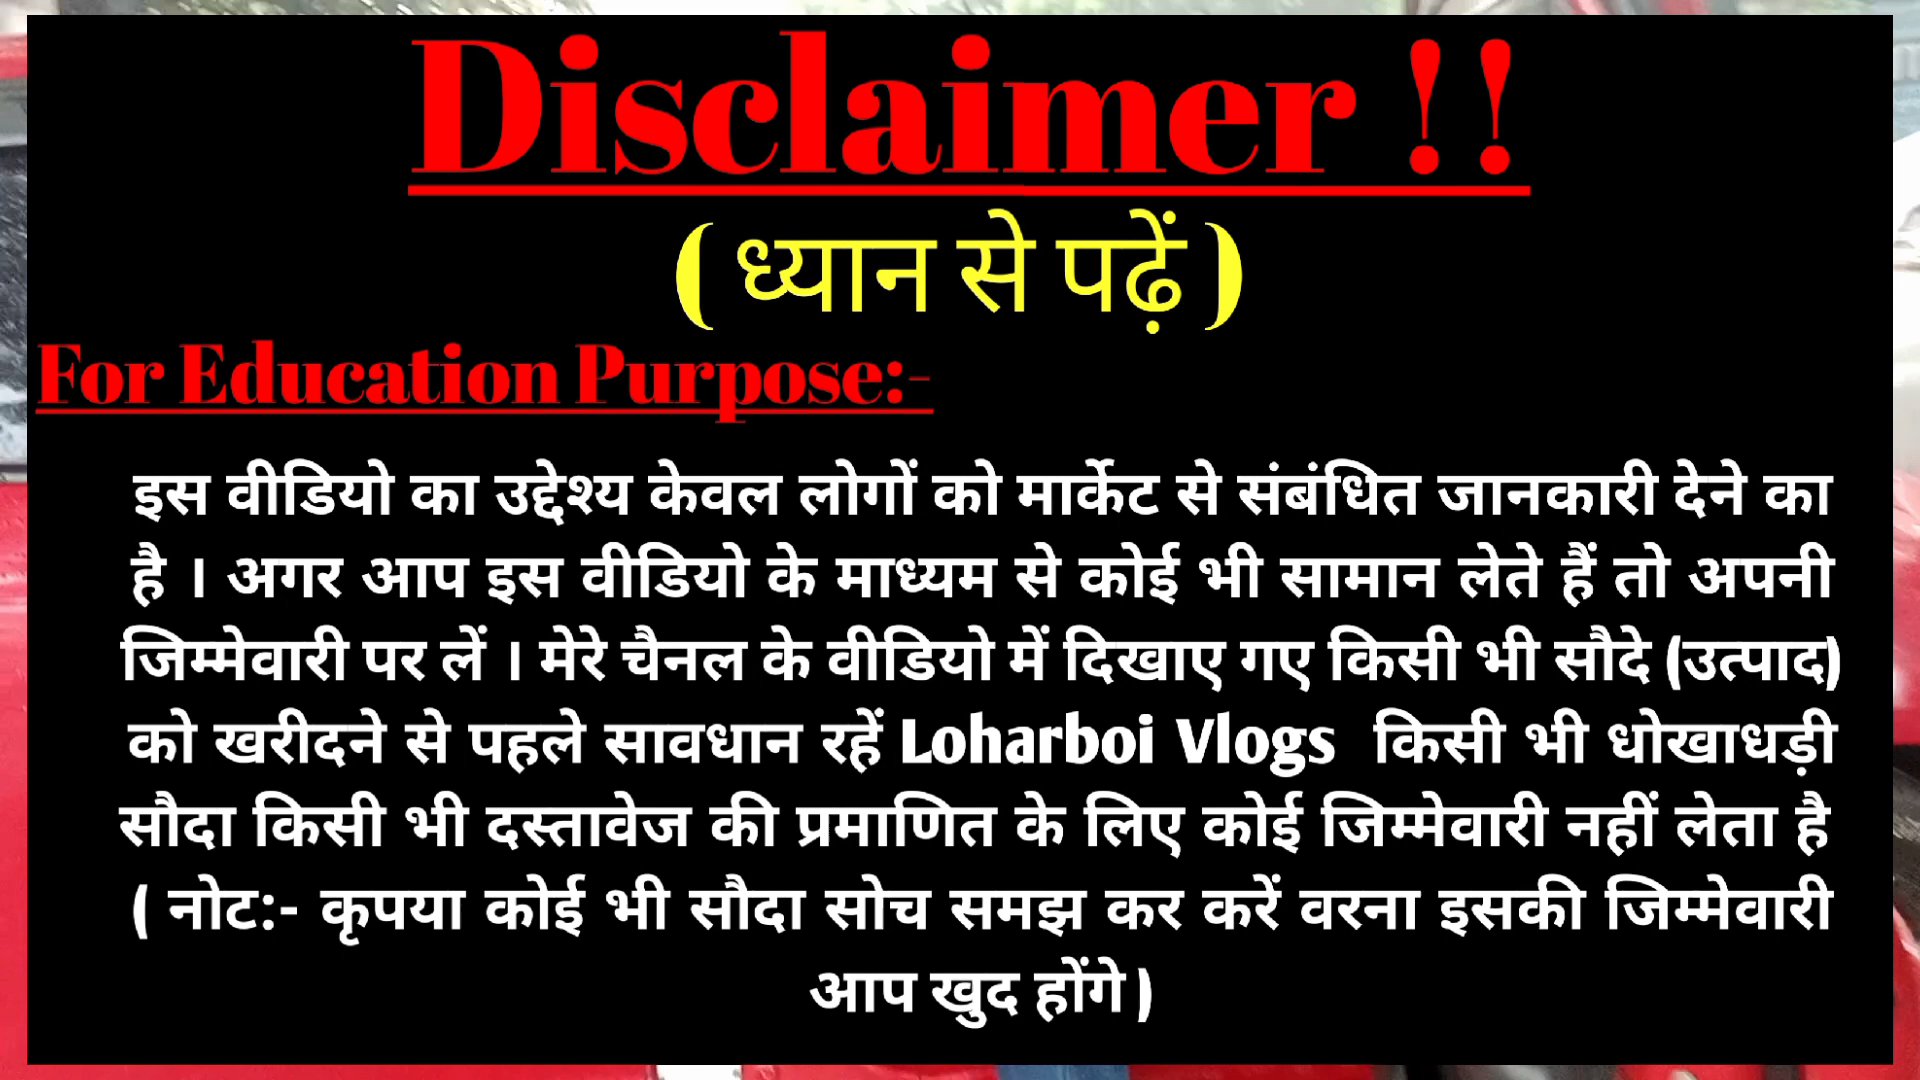 Disclaimer !!
( ध्यान से पढ़ें )
For Education Purpose:-
इस वीडियो का उद्देश्य केवल लोगों को मार्केट से संबंधित जानकारी देने का
है । अगर आप इस वीडियो के माध्यम से कोई भी सामान लेते हैं तो अपनी
जिम्मेवारी पर लें । मेरे चैनल के वीडियो में दिखाए गए किसी भी सौदे (उत्पाद)
को खरीदने से पहले सावधान रहें Loharboi Vlogs किसी भी धोखाधड़ी
सौदा किसी भी दस्तावेज की प्रमाणित के लिए कोई जिम्मेवारी नहीं लेता है
( नोट:- कृपया कोई भी सौदा सोच समझ कर करें वरना इसकी जिम्मेवारी
आप खुद होंगे )